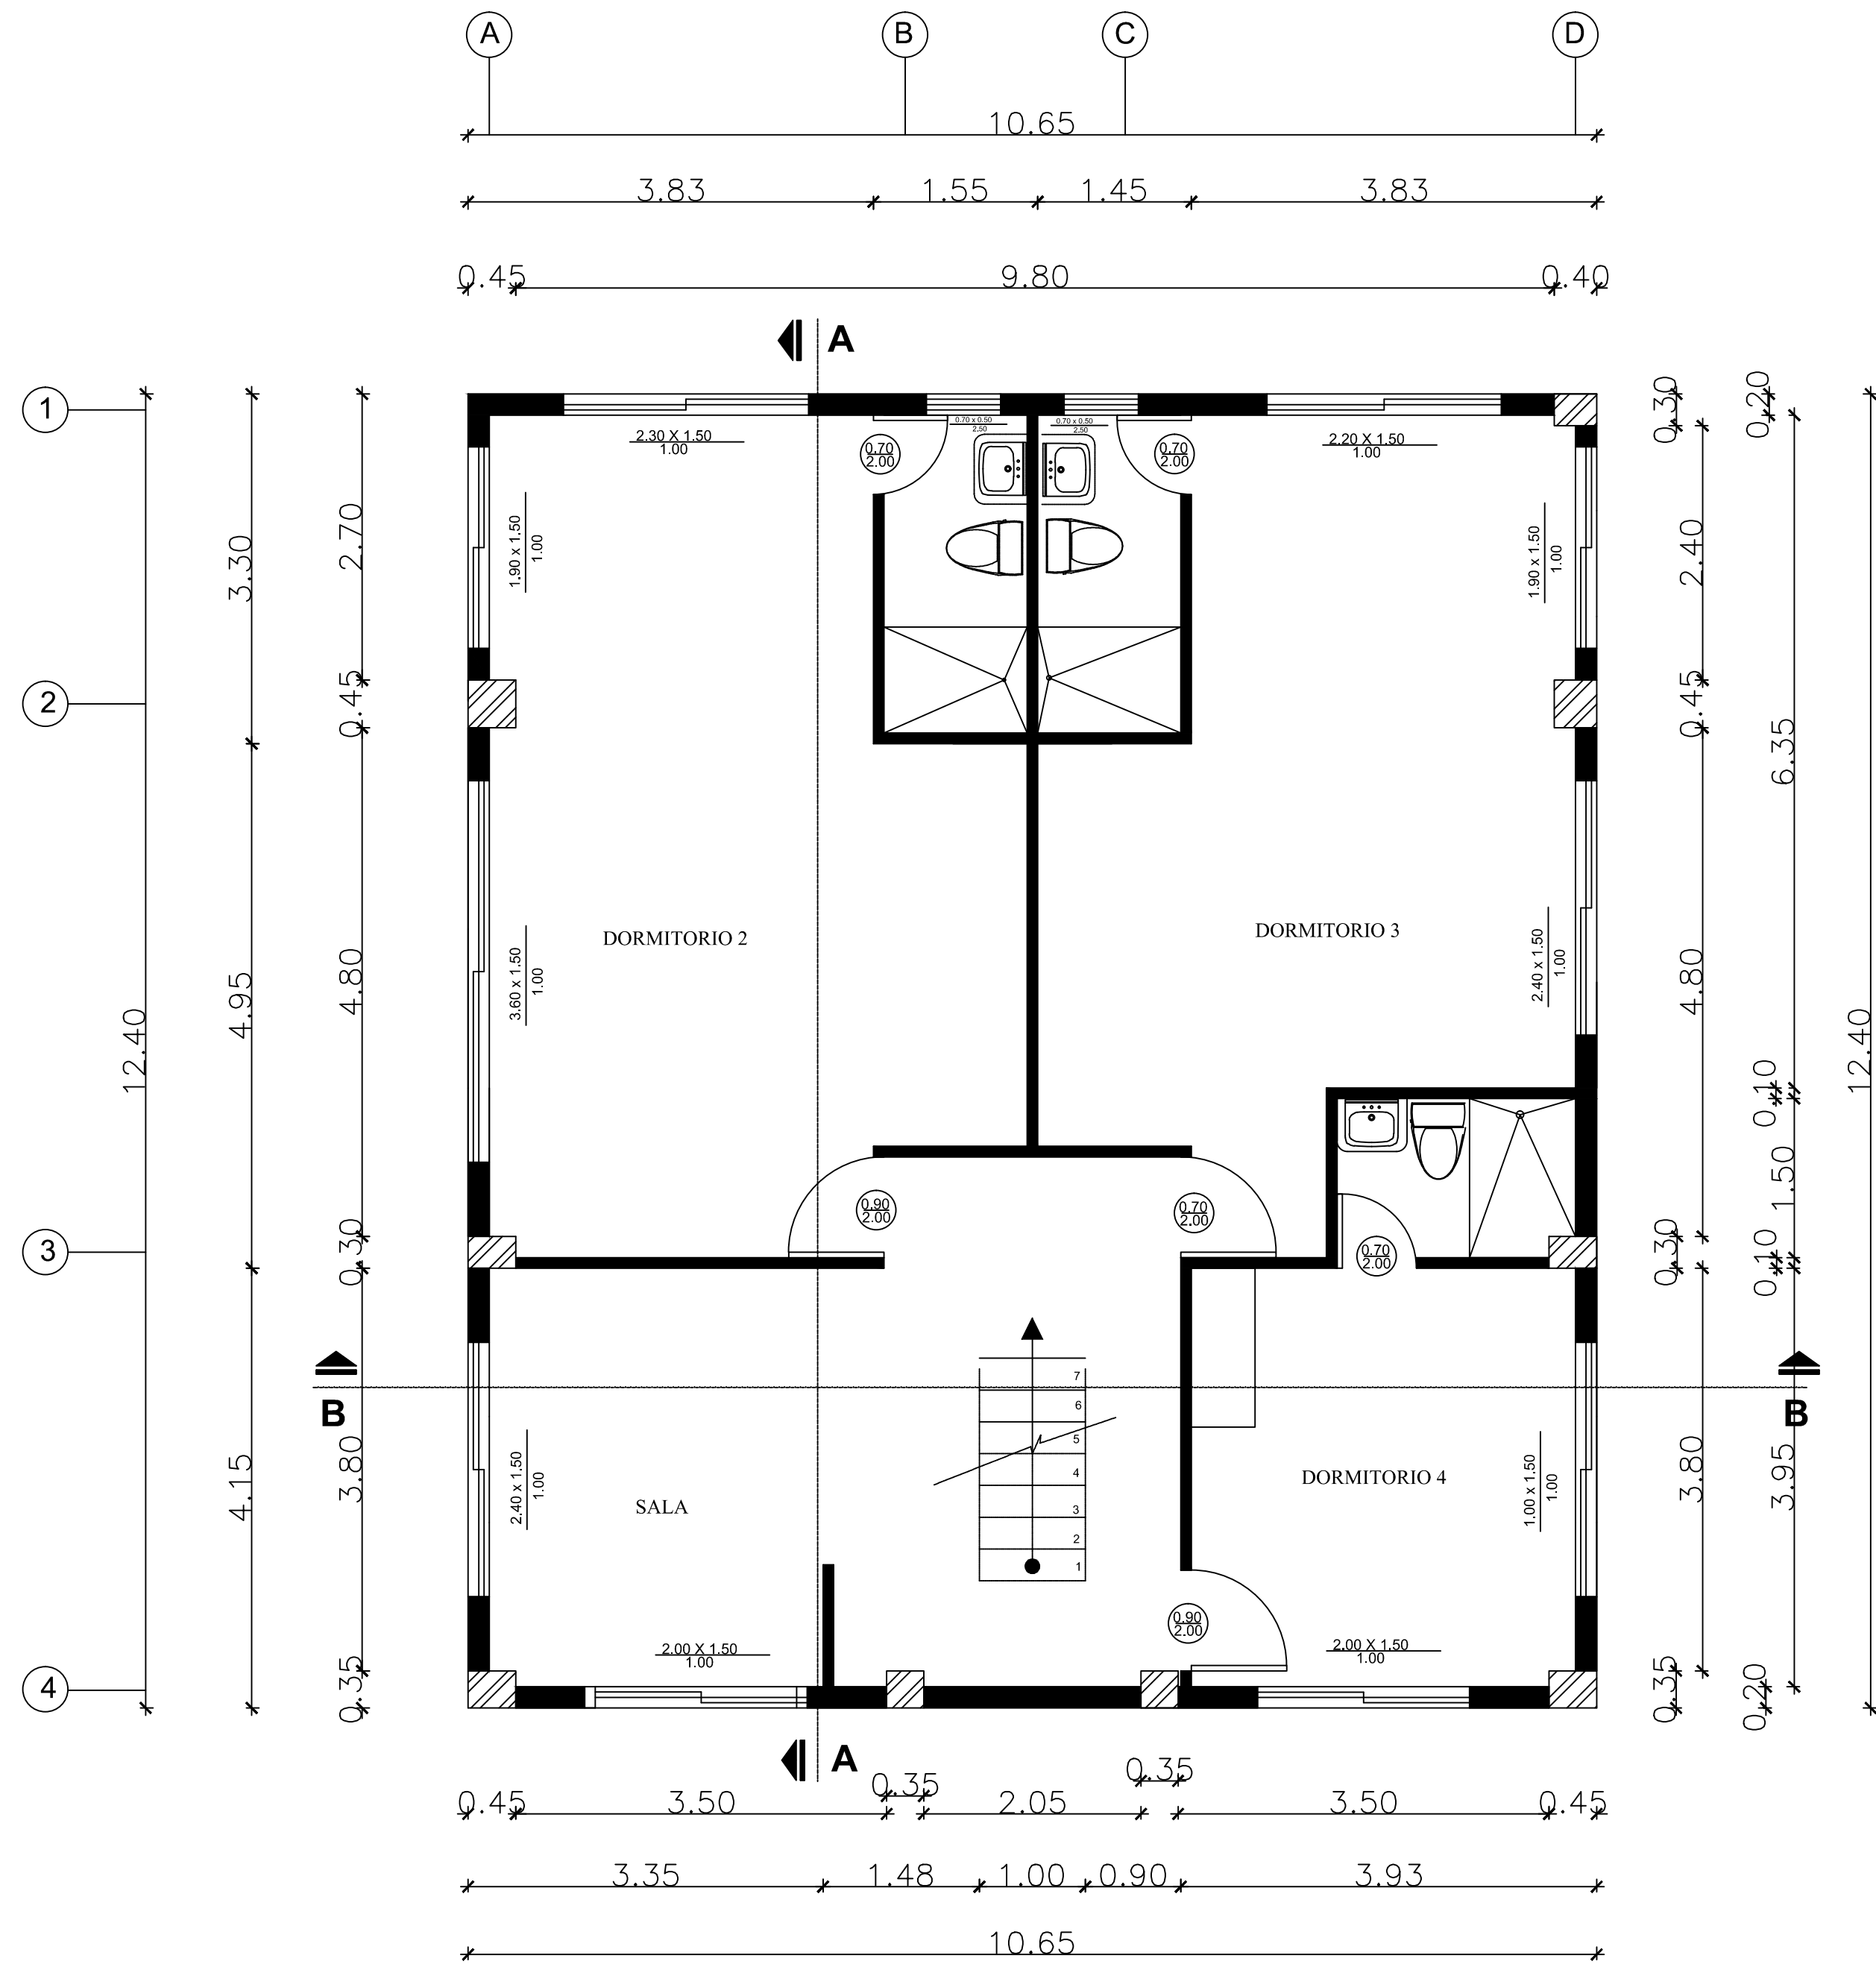 A B C D
10.65
3.83 1.55 1.45 3.83
0.45 9.80 0.40
A
1
0.30 0.20
2.30 X 1.50
1.00
0.70
2.00
0.70 x 0.50
2.50
0.70 x 0.50
2.50
0.70
2.00
2.20 X 1.50
1.00
3.30
2.70
1.90 x 1.50
1.00
1.90 x 1.50
1.00
2.40
2
0.45
0.45
6.35
DORMITORIO 2
DORMITORIO 3
12.40
4.95
4.80
3.60 x 1.50
1.00
2.40 x 1.50
1.00
4.80
12.40
0.10
1.50
0.90
2.00
0.70
2.00
0.70
2.00
3
0.30
0.30
0.10
B
B
7
6
5
4
3
2
1
4.15
3.80
2.40 x 1.50
1.00
SALA
DORMITORIO 4
1.00 x 1.50
1.00
3.80
3.95
0.90
2.00
2.00 X 1.50
1.00
2.00 X 1.50
1.00
4
0.35
0.35
0.20
A
0.45 3.50 0.35 2.05 0.35 3.50 0.45
3.35 1.48 1.00 0.90 3.93
10.65